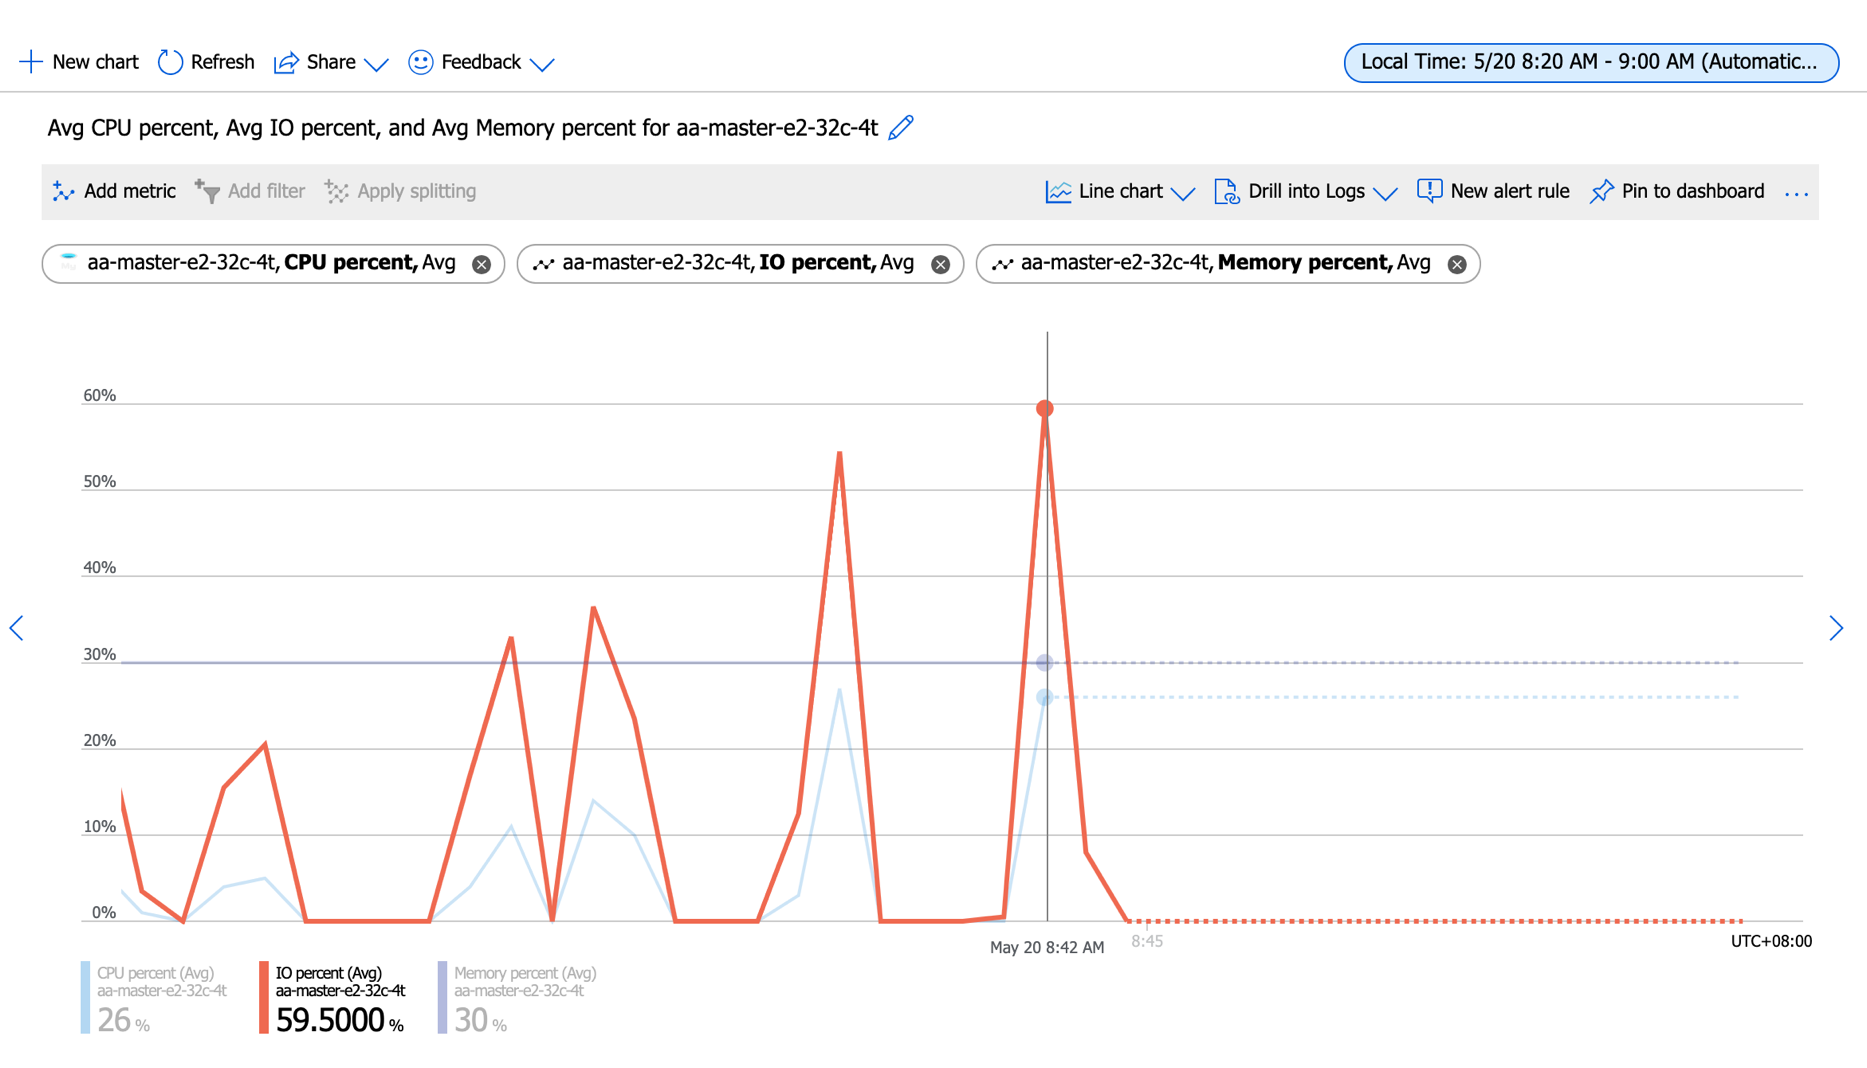 New chart Refresh Share Feedback Local Time: 5/20 8:20 AM - 9:00 AM (Automatic...
Avg CPU percent, Avg IO percent, and Avg Memory percent for aa-master-e2-32c-4t
Add metric Add filter Apply splitting Line chart Drill into Logs New alert rule Pin to dashboard ...
aa-master-e2-32c-4t, CPU percent, Avg aa-master-e2-32c-4t, IO percent, Avg aa-master-e2-32c-4t, Memory percent, Avg
60%
50%
40%
30%
20%
10%
0%
May 20 8:42 AM 8:45 UTC+08:00
CPU percent (Avg)
aa-master-e2-32c-4t
26 %
IO percent (Avg)
aa-master-e2-32c-4t
59.5000 %
Memory percent (Avg)
aa-master-e2-32c-4t
30 %